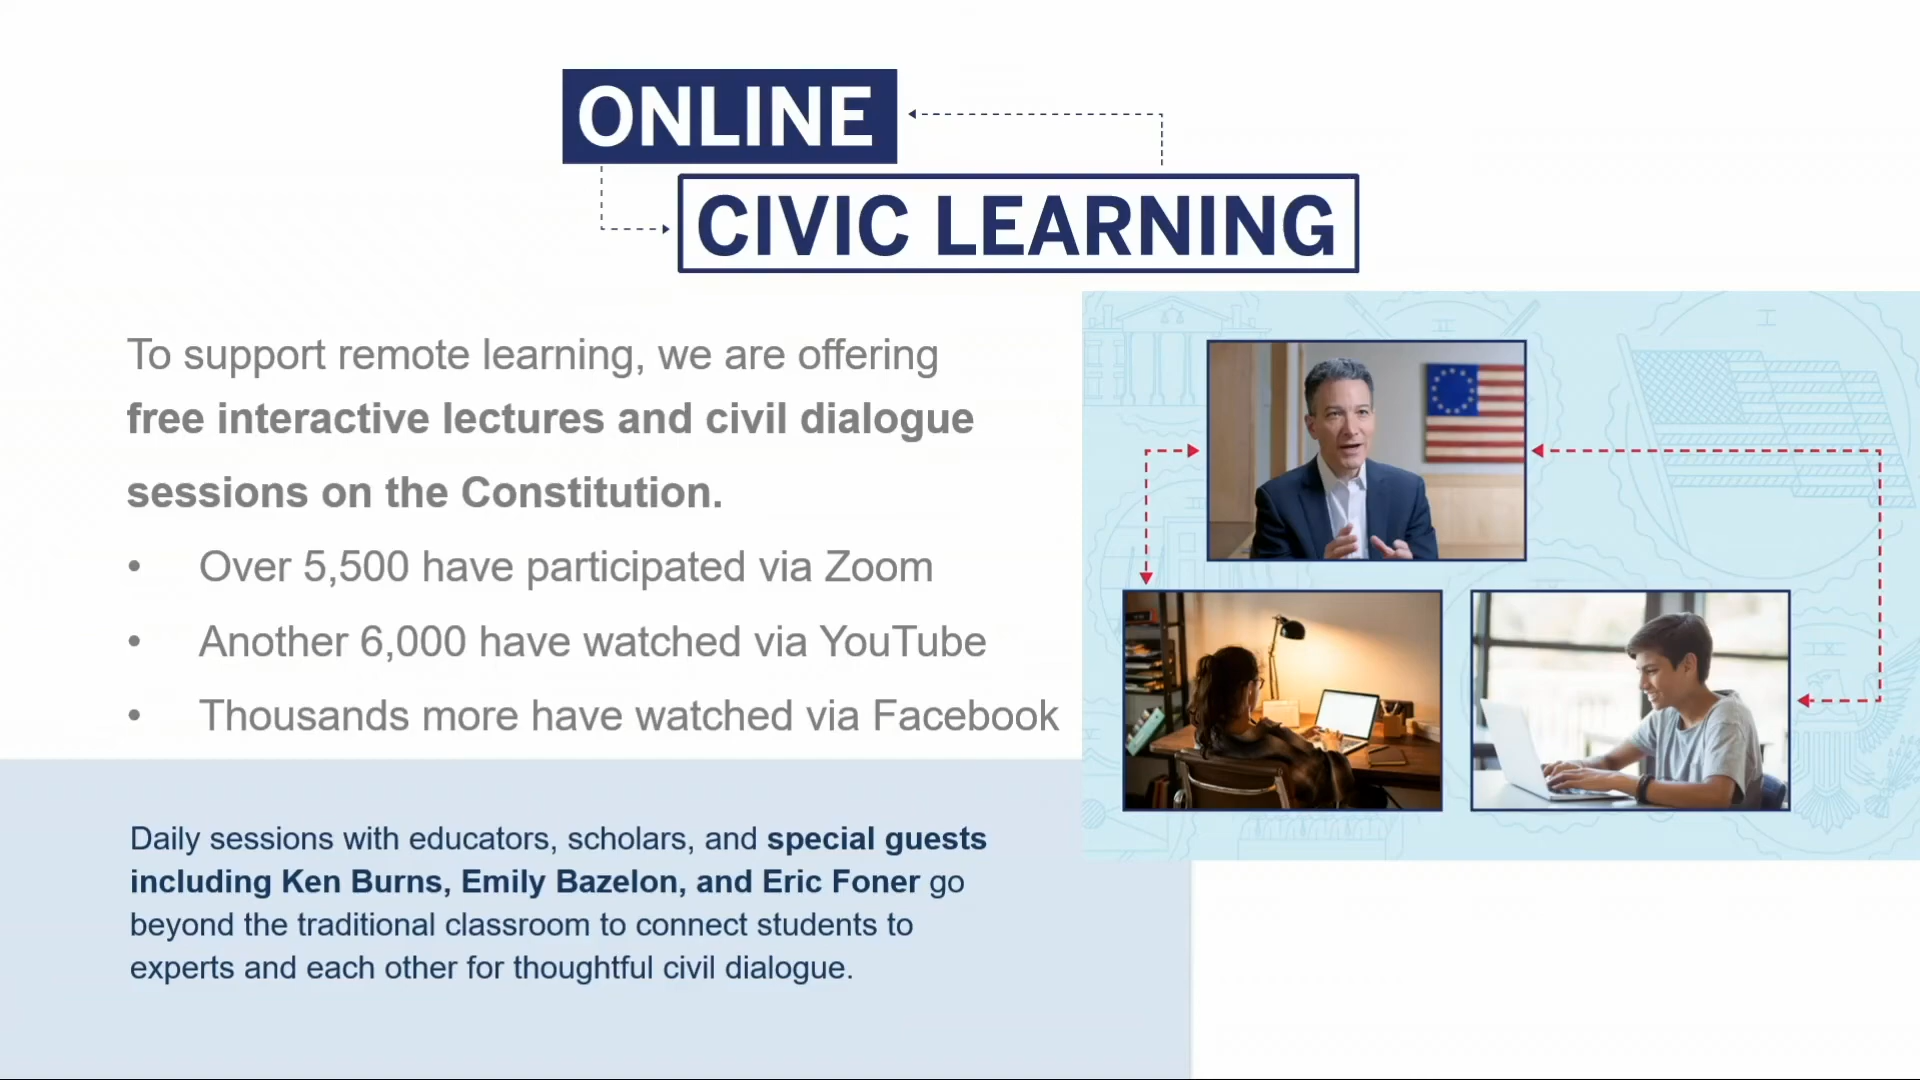 ONLINE
CIVIC LEARNING
To support remote learning, we are offering
free interactive lectures and civil dialogue
sessions on the Constitution.
• Over 5,500 have participated via Zoom
• Another 6,000 have watched via YouTube
• Thousands more have watched via Facebook
Daily sessions with educators, scholars, and special guests
including Ken Burns, Emily Bazelon, and Eric Foner go
beyond the traditional classroom to connect students to
experts and each other for thoughtful civil dialogue.